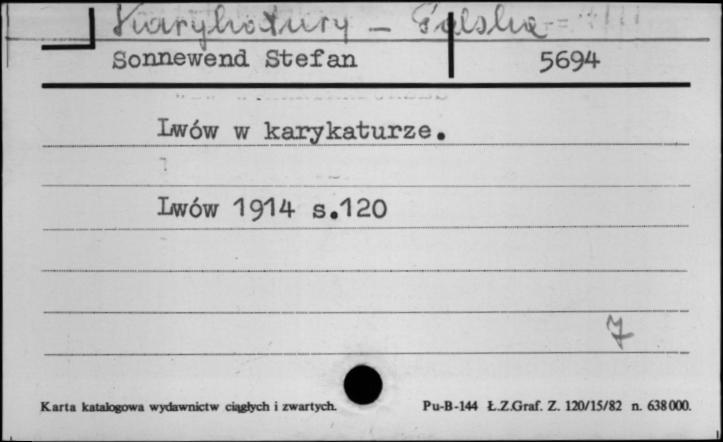 Karykatury – Polska
Sonnewend Stefan 5694
Lwów w karykaturze.
Lwów 1914 s.120
7
Karta katalogowa wydawnictw ciągłych i zwartych. Pu-B-144 Ł.Z.Graf. Z. 120/15/82 n. 638000.